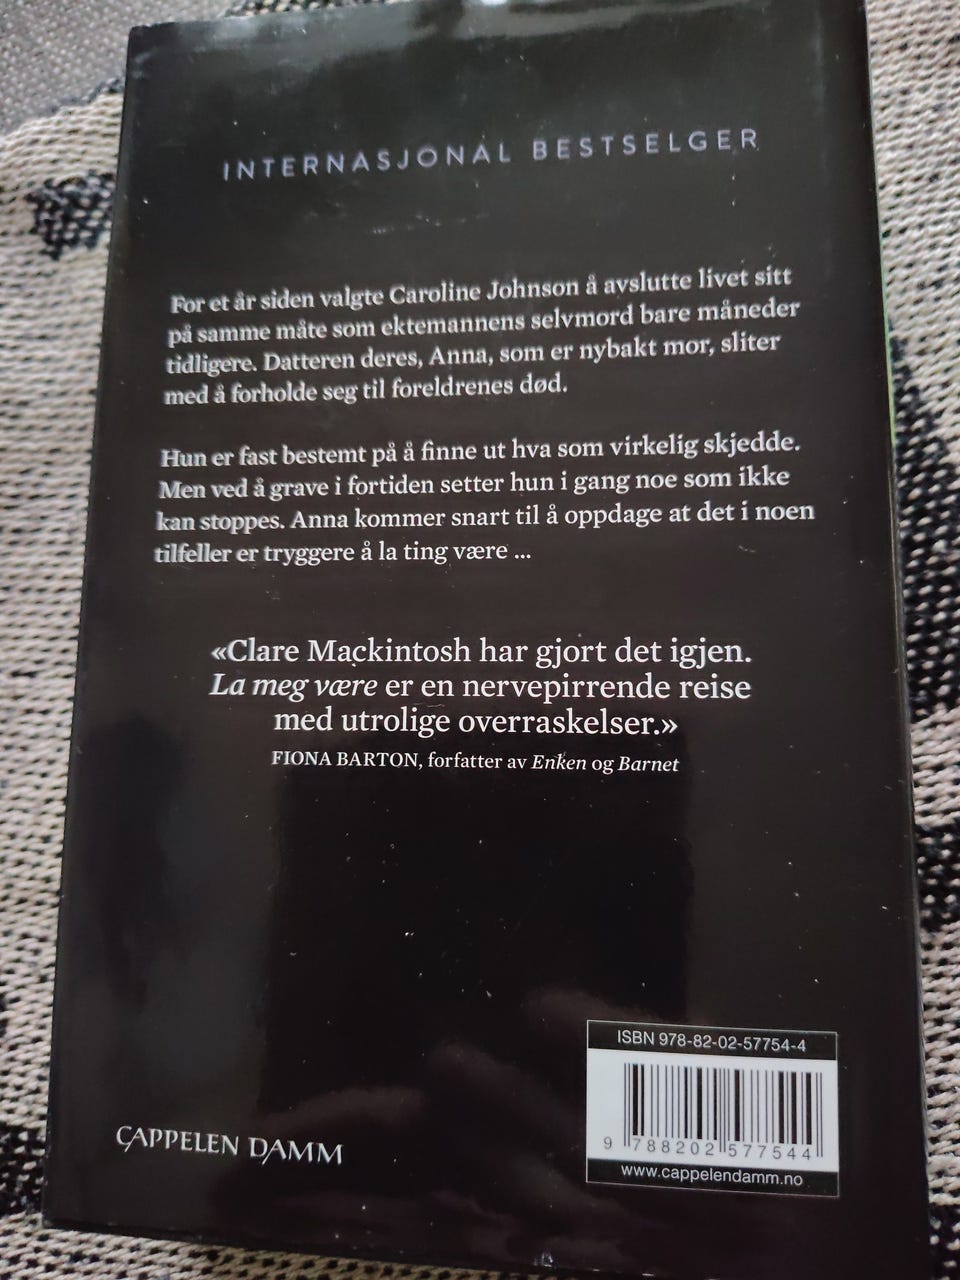 INTERNASJONAL BESTSELGER
For et år siden valgte Caroline Johnson å avslutte livet sitt
på samme måte som ektemannens selvmord bare måneder
tidligere. Datteren deres, Anna, som er nybakt mor, sliter
med å forholde seg til foreldrenes død.
Hun er fast bestemt på å finne ut hva som virkelig skjedde.
Men ved å grave i fortiden setter hun i gang noe som ikke
kan stoppes. Anna kommer snart til å oppdage at det i noen
tilfeller er tryggere å la ting være ...
«Clare Mackintosh har gjort det igjen.
La meg være er en nervepirrende reise
med utrolige overraskelser.»
FIONA BARTON, forfatter av Enken og Barnet
ISBN 978-82-02-57754-4
9 788202 577544
www.cappelendamm.no
CAPPELEN DAMM